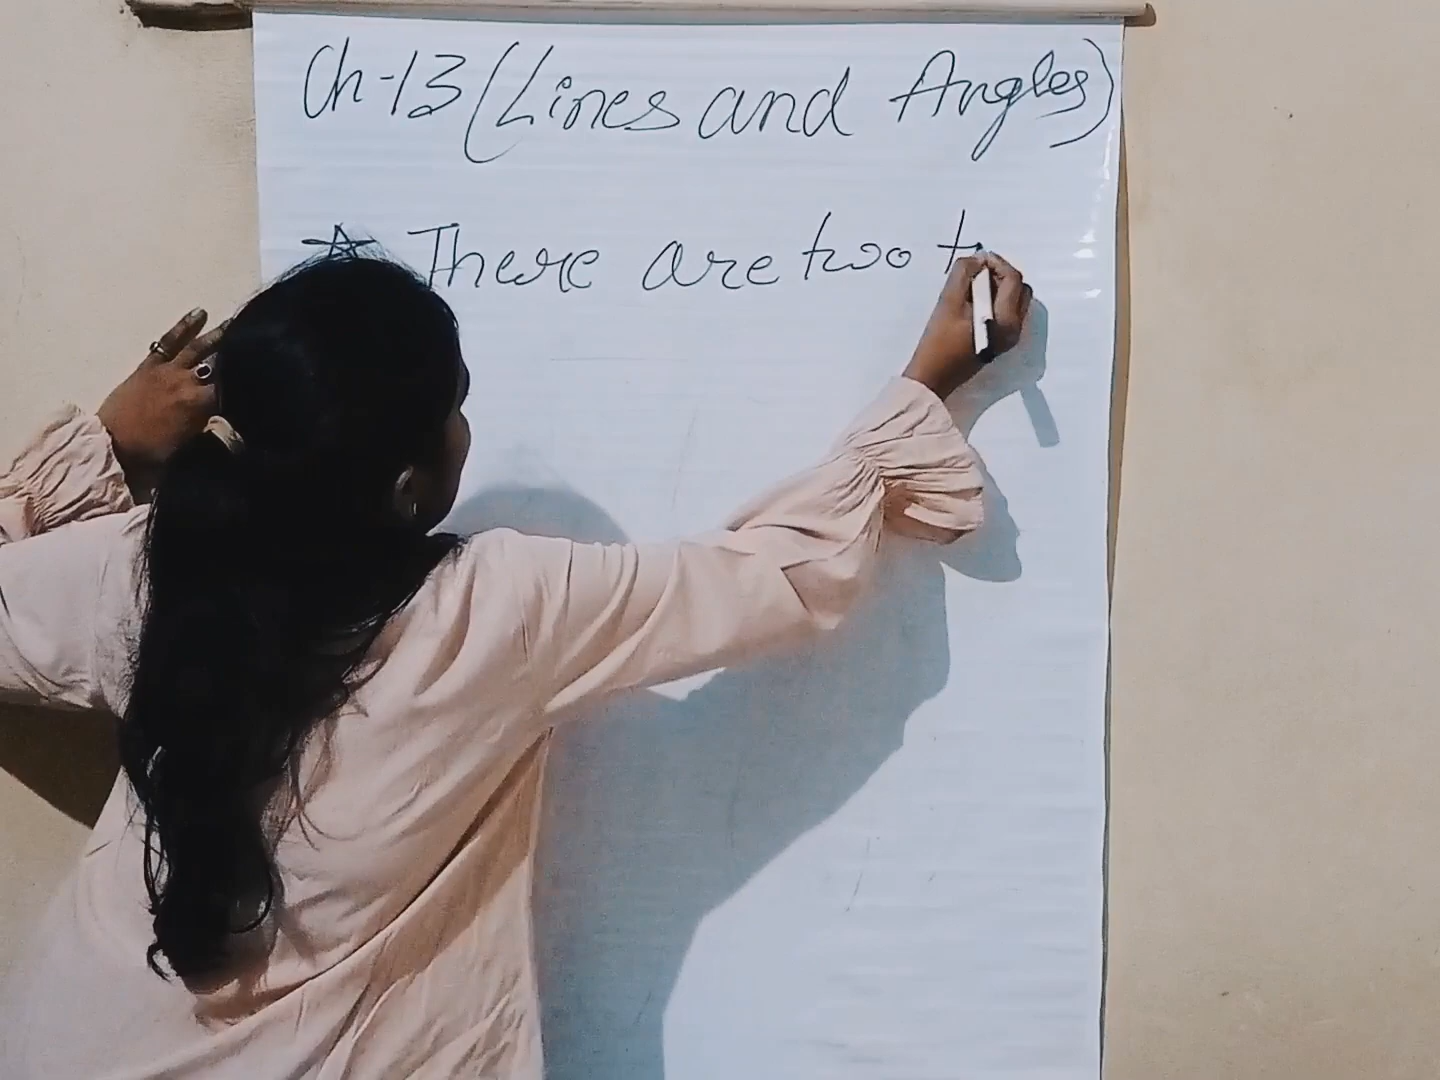 Ch-13 (Lines and Angles)
☆ There are two t